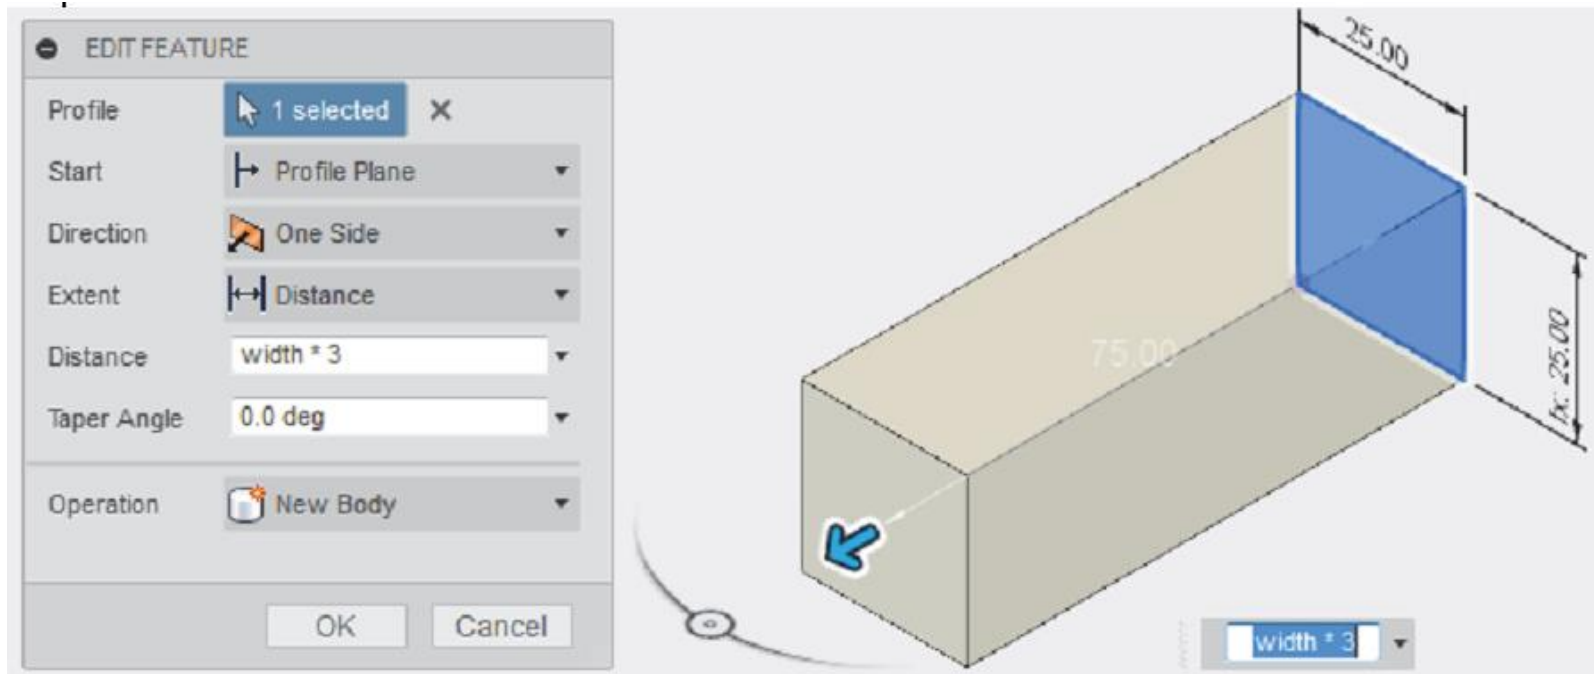 EDIT FEATURE
Profile
1 selected
Start
Profile Plane
Direction
One Side
Extent
Distance
Distance
width * 3
Taper Angle
0.0 deg
Operation
New Body
OK
Cancel
25.00
75.00
fx: 25.00
width * 3